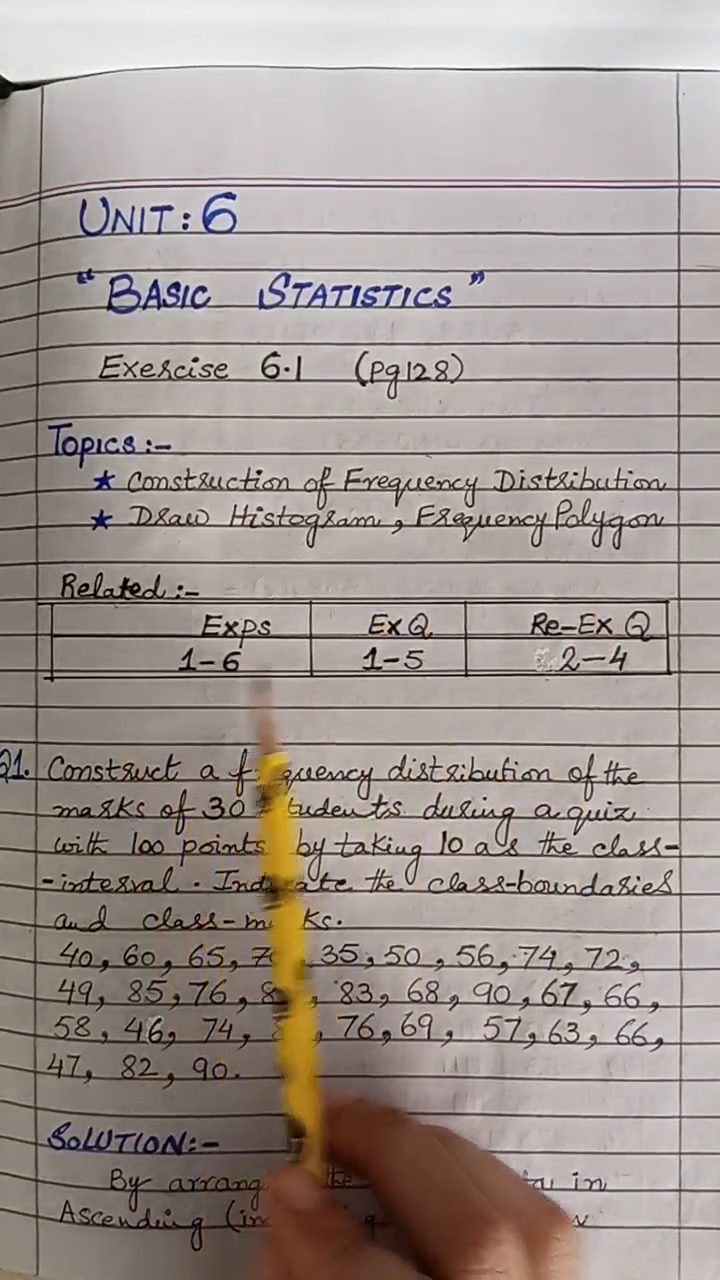 UNIT: 6
“BASIC STATISTICS”
Exercise 6.1 (Pg128)
Topics:-
★ Construction of Frequency Distribution
★ Draw Histogram, Frequency Polygon
Related:-
Exps Ex Q Re-Ex Q
1-6 1-5 2-4
Q1. Construct a frequency distribution of the
marks of 30 students during a quiz
with 100 points by taking 10 as the class-
-interval. Indicate the class-boundaries
and class-marks.
40, 60, 65, 35, 50, 56, 74, 72,
49, 85, 76, 83, 68, 90, 67, 66,
58, 46, 74, 76, 69, 57, 63, 66,
47, 82, 90.
SOLUTION:-
By in
Ascending